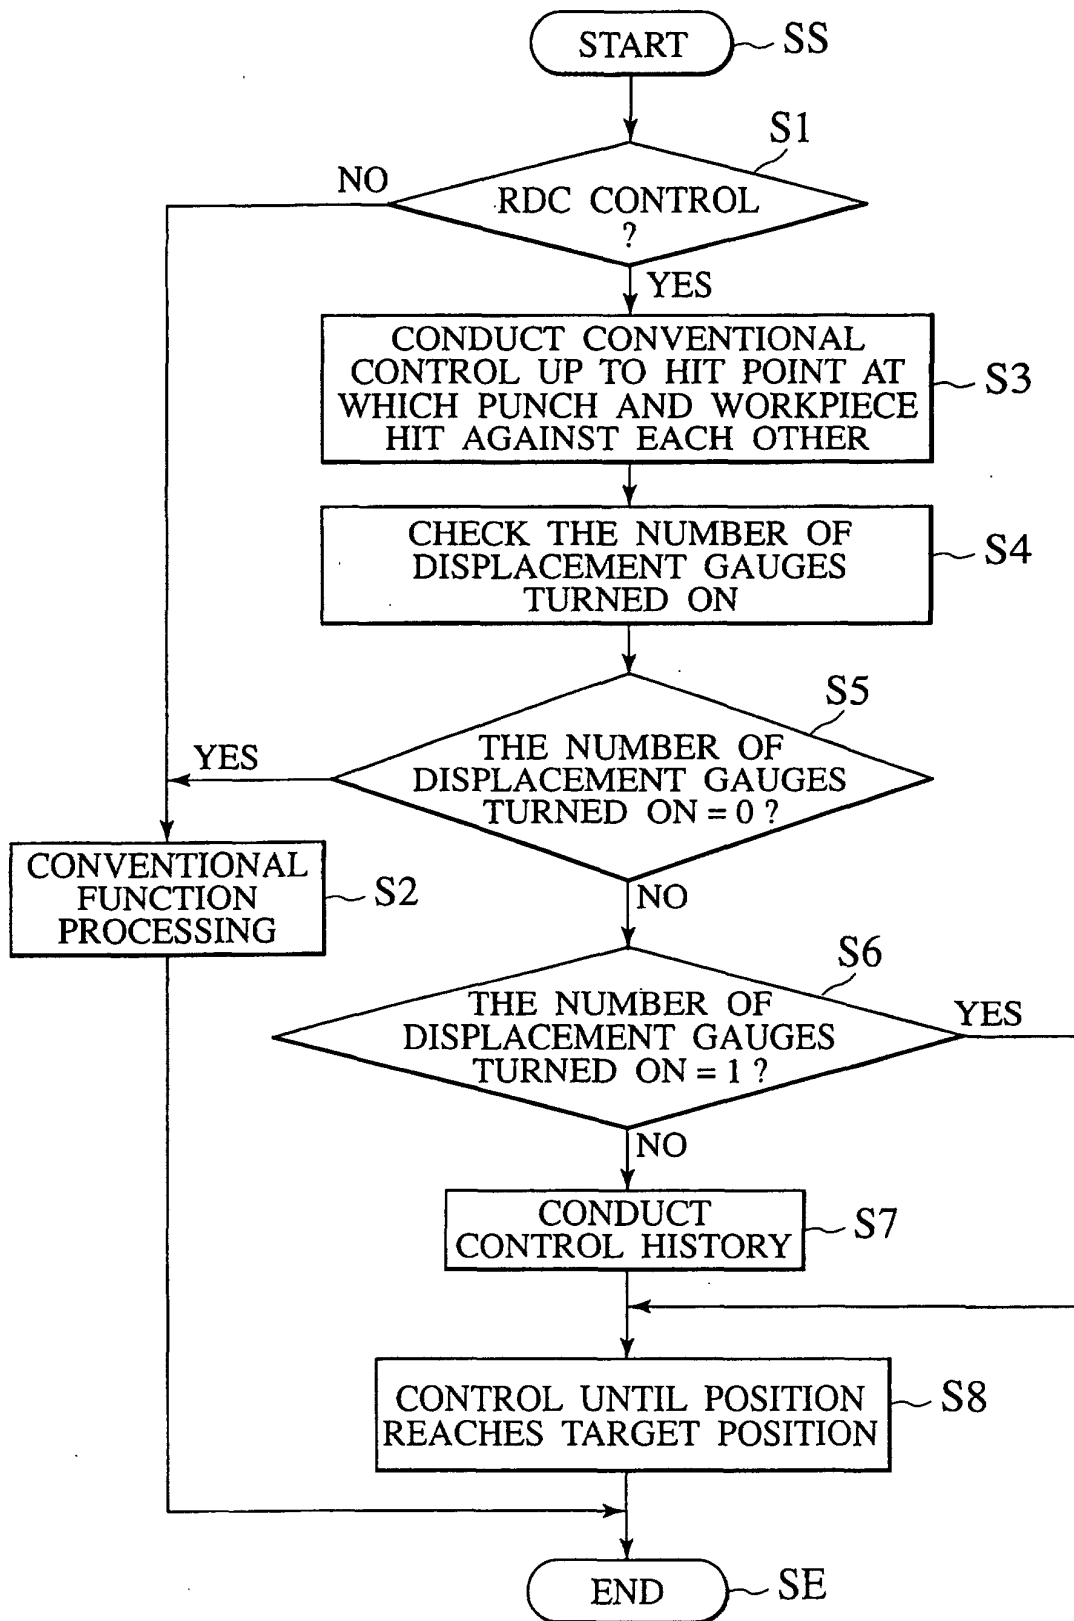 START
SS
S1
NO
RDC CONTROL
?
YES
CONDUCT CONVENTIONAL
CONTROL UP TO HIT POINT AT
WHICH PUNCH AND WORKPIECE
HIT AGAINST EACH OTHER
S3
CHECK THE NUMBER OF
DISPLACEMENT GAUGES
TURNED ON
S4
S5
YES
THE NUMBER OF
DISPLACEMENT GAUGES
TURNED ON = 0 ?
CONVENTIONAL
FUNCTION
PROCESSING
S2
NO
S6
THE NUMBER OF
DISPLACEMENT GAUGES
TURNED ON = 1 ?
YES
NO
CONDUCT
CONTROL HISTORY
S7
CONTROL UNTIL POSITION
REACHES TARGET POSITION
S8
END
SE